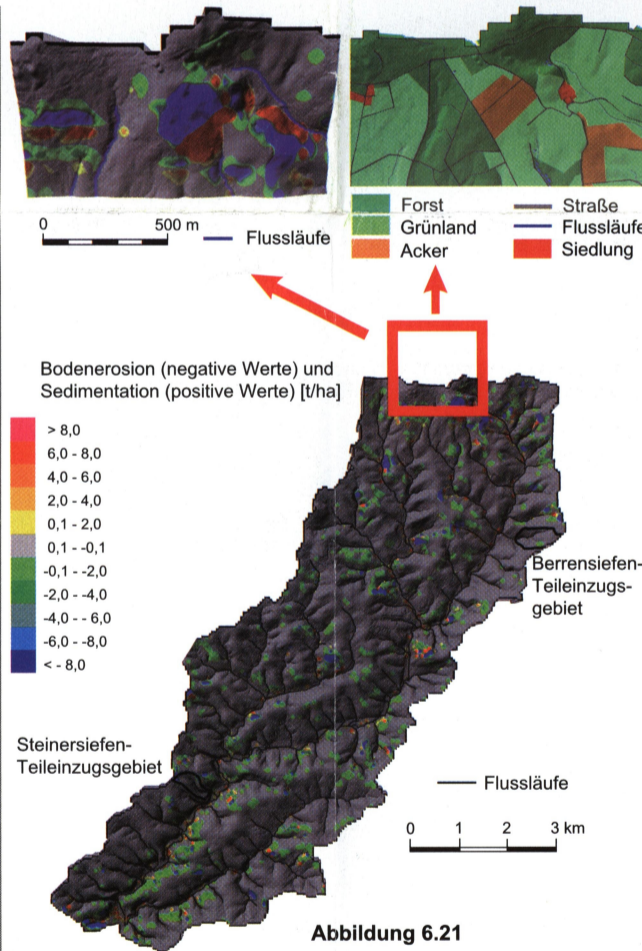 0 500 m
Flussläufe
Forst
Grünland
Acker
Straße
Flussläufe
Siedlung
Bodenerosion (negative Werte) und
Sedimentation (positive Werte) [t/ha]
> 8,0
6,0 - 8,0
4,0 - 6,0
2,0 - 4,0
0,1 - 2,0
0,1 - -0,1
-0,1 - -2,0
-2,0 - -4,0
-4,0 - - 6,0
-6,0 - -8,0
< - 8,0
Berrensiefen-
Teileinzugs-
gebiet
Steinersiefen-
Teileinzugsgebiet
Flussläufe
0 1 2 3 km
Abbildung 6.21